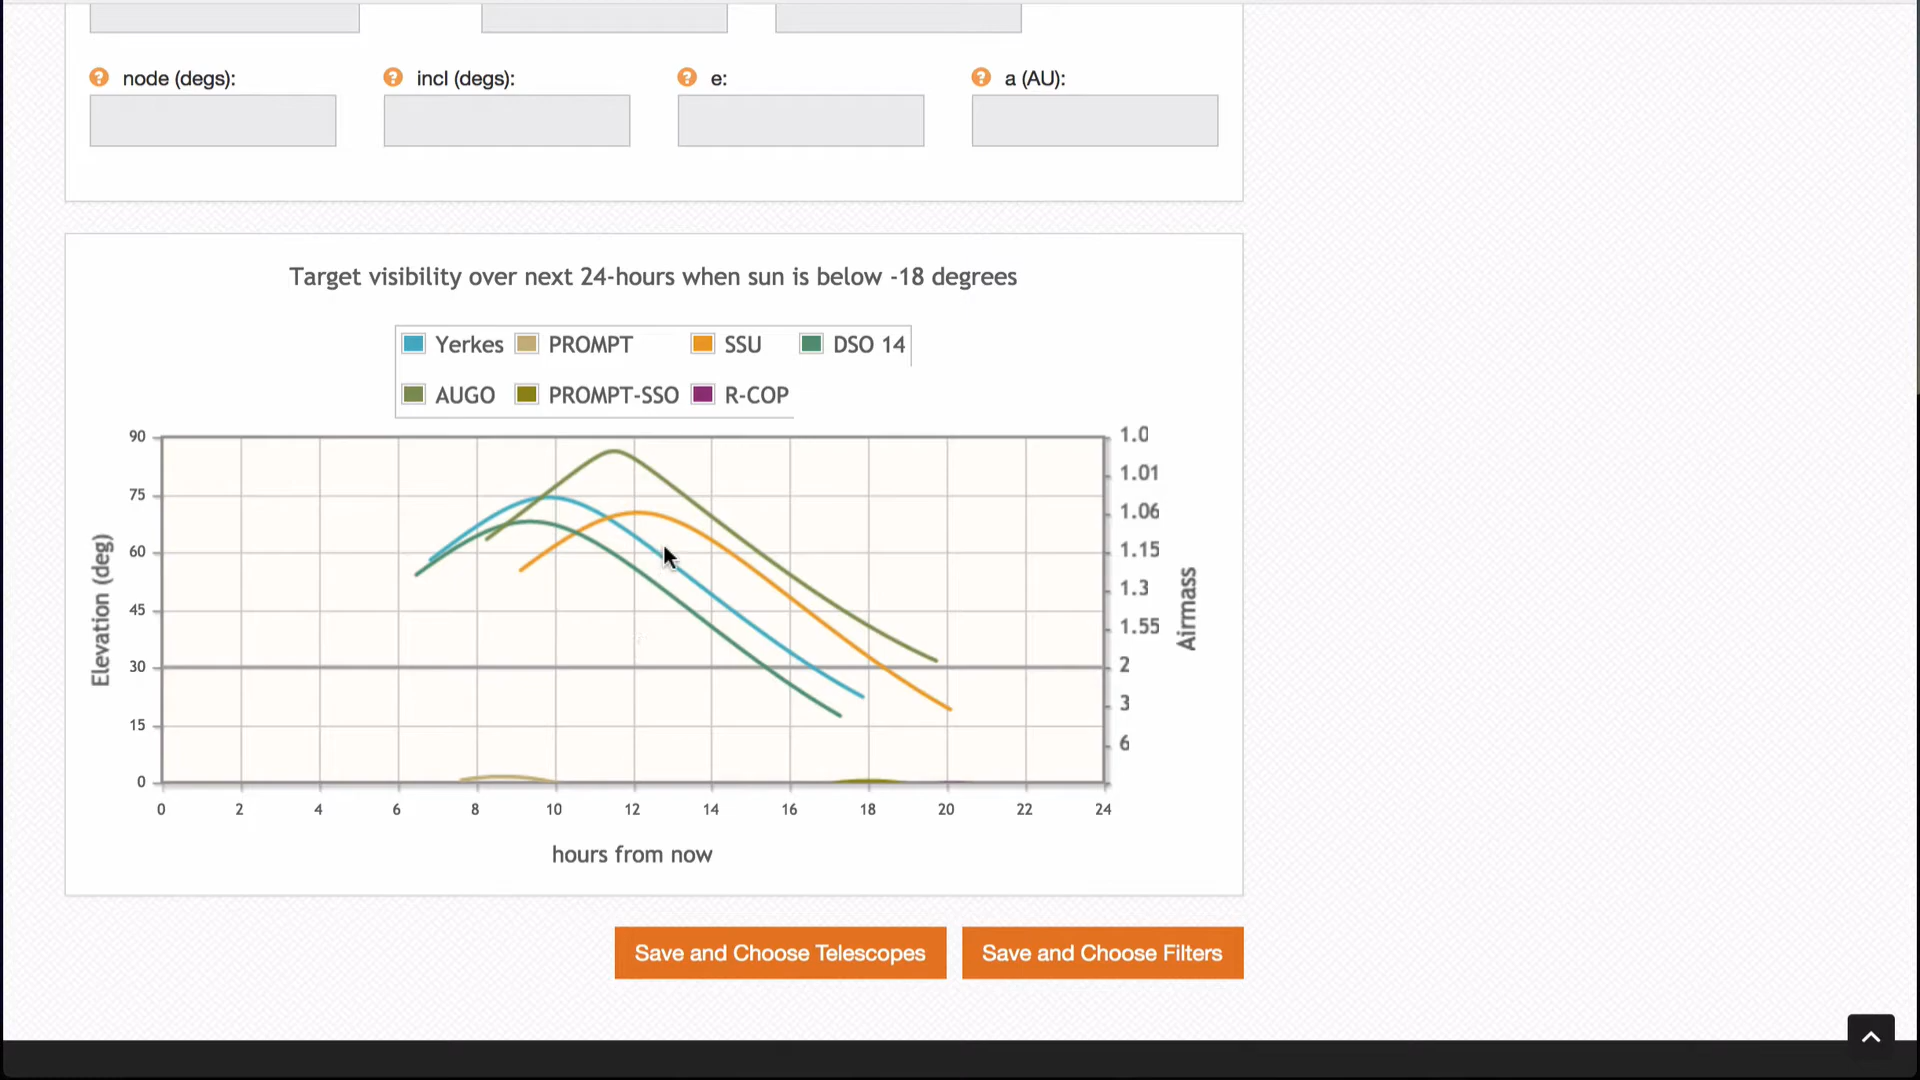 node (degs): incl (degs): e: a (AU):
Target visibility over next 24-hours when sun is below -18 degrees
Yerkes PROMPT SSU DSO 14
AUGO PROMPT-SSO R-COP
90
75
60
45
30
15
0
Elevation (deg)
1.0
1.01
1.06
1.15
1.3
1.55
2
3
6
Airmass
0 2 4 6 8 10 12 14 16 18 20 22 24
hours from now
Save and Choose Telescopes Save and Choose Filters